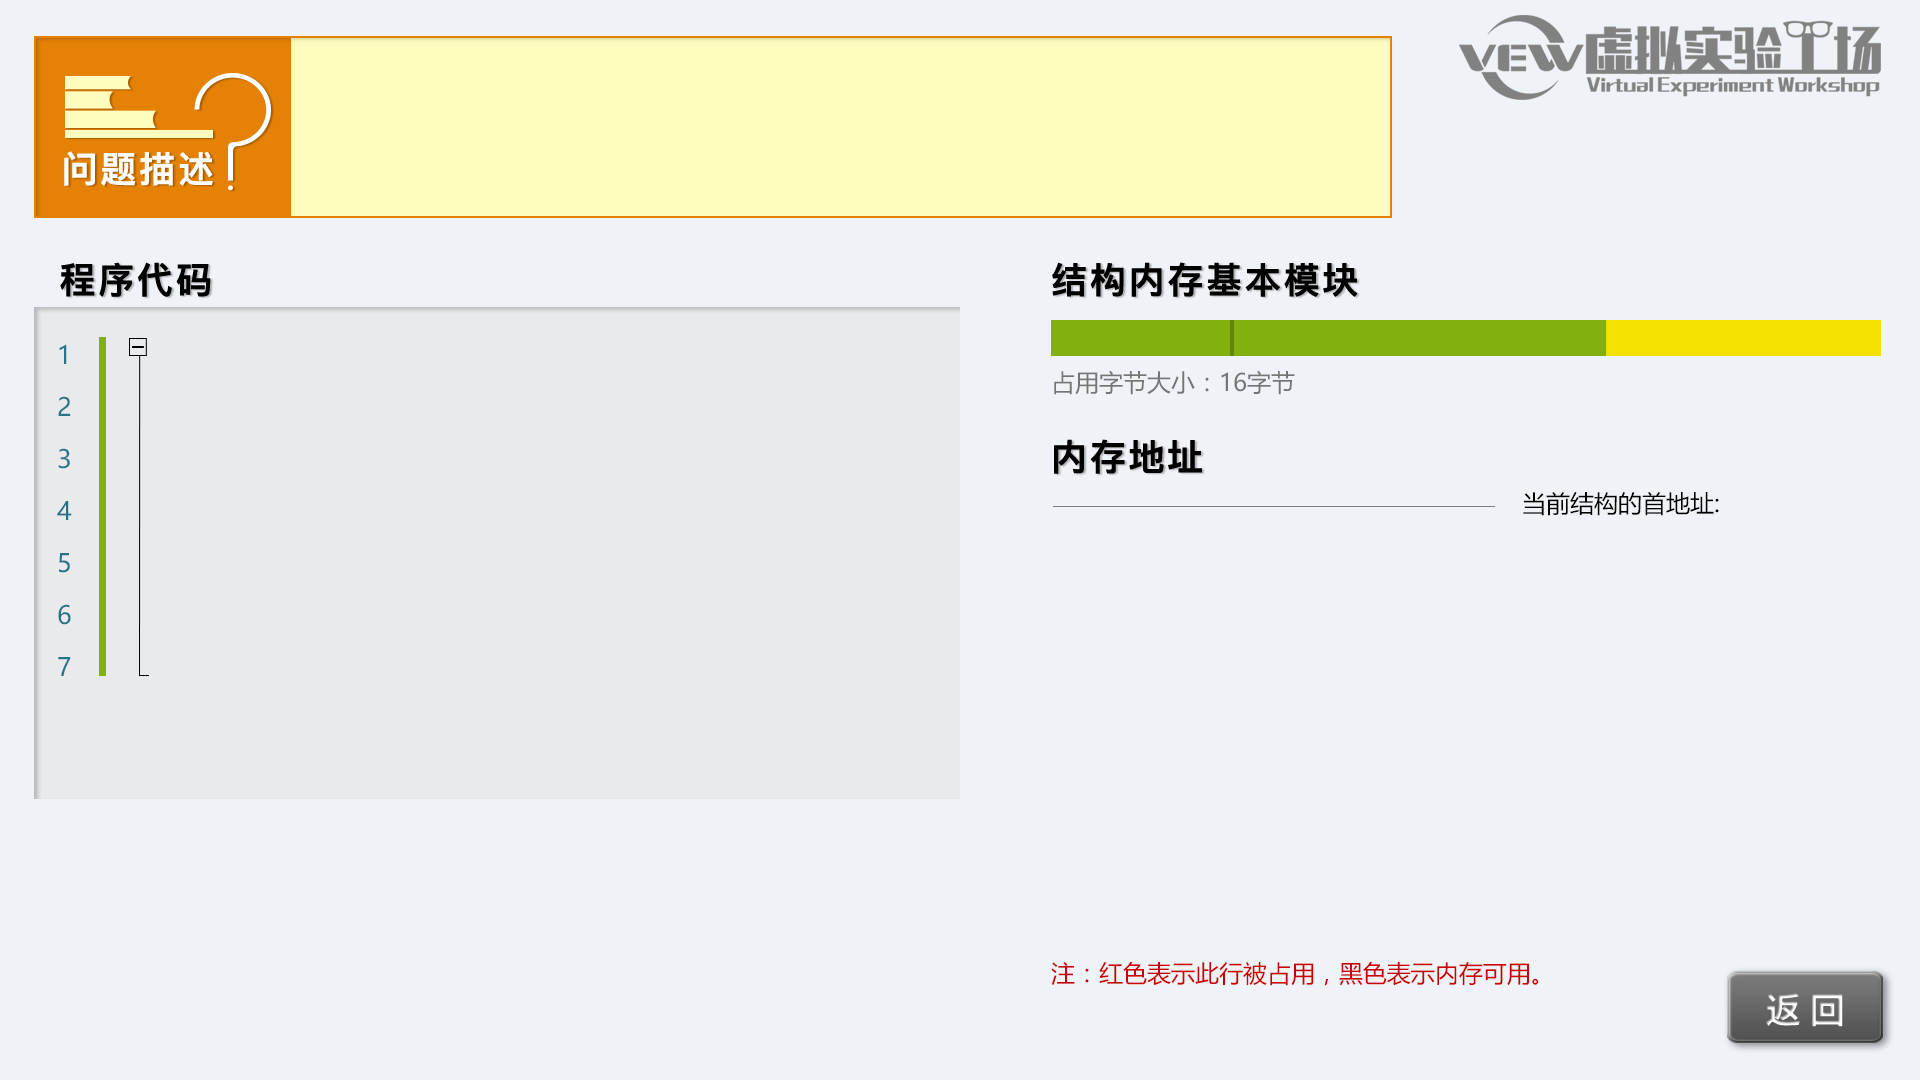 VEW虚拟实验工场
Virtual Experiment Workshop
问题描述
程序代码
1
2
3
4
5
6
7
结构内存基本模块
占用字节大小：16字节
内存地址
当前结构的首地址:
注：红色表示此行被占用，黑色表示内存可用。
返回